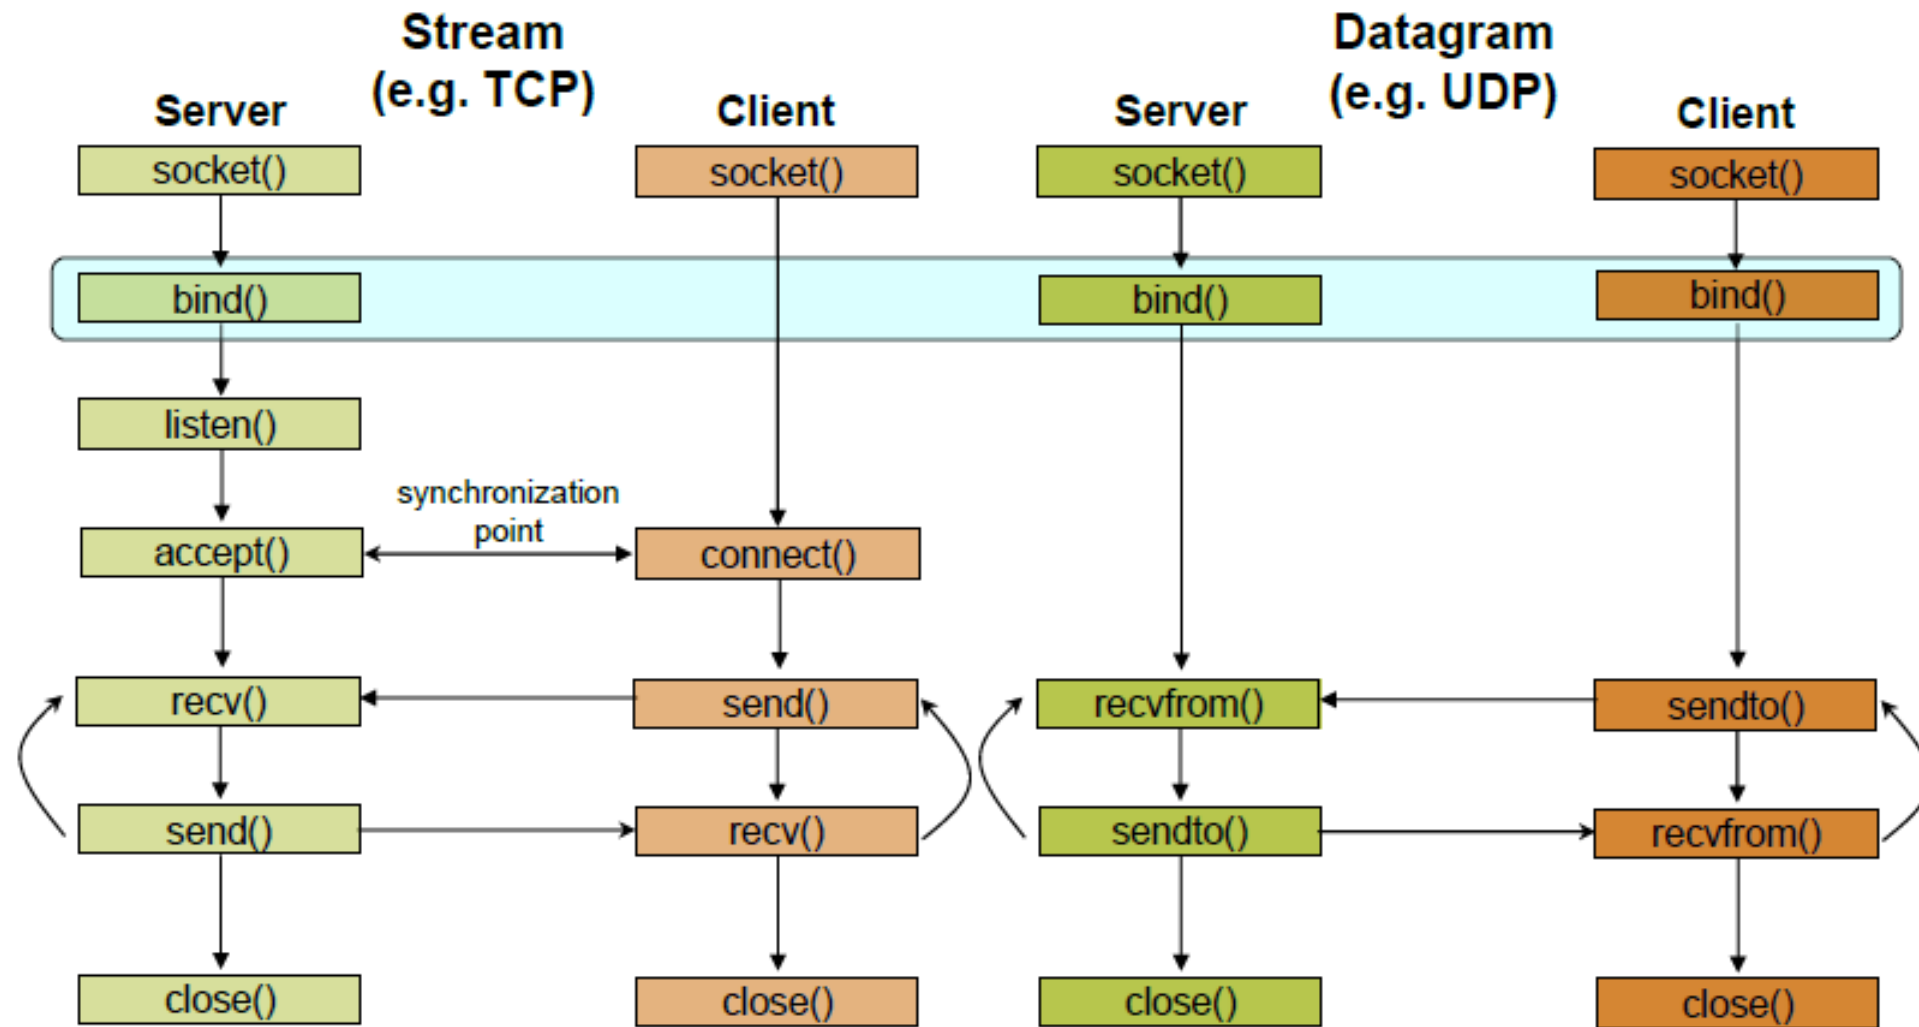 Stream
(e.g. TCP)
Datagram
(e.g. UDP)
Server
Client
Server
Client
socket()
socket()
socket()
socket()
bind()
bind()
bind()
listen()
synchronization
point
accept()
connect()
recv()
send()
recvfrom()
sendto()
send()
recv()
sendto()
recvfrom()
close()
close()
close()
close()